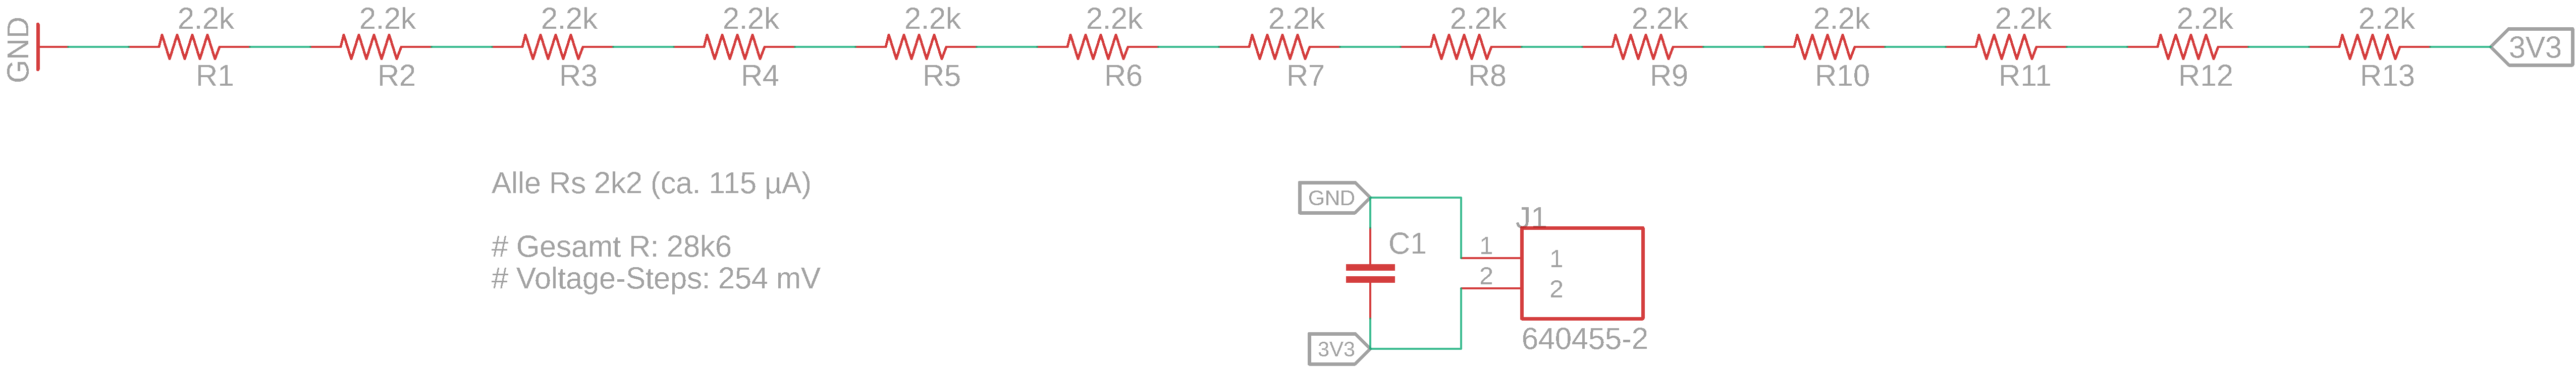 GND
2.2k 2.2k 2.2k 2.2k 2.2k 2.2k 2.2k 2.2k 2.2k 2.2k 2.2k 2.2k 2.2k
3V3
R1 R2 R3 R4 R5 R6 R7 R8 R9 R10 R11 R12 R13
Alle Rs 2k2 (ca. 115 µA)
# Gesamt R: 28k6
# Voltage-Steps: 254 mV
GND
J1
C1
1 1
2 2
640455-2
3V3